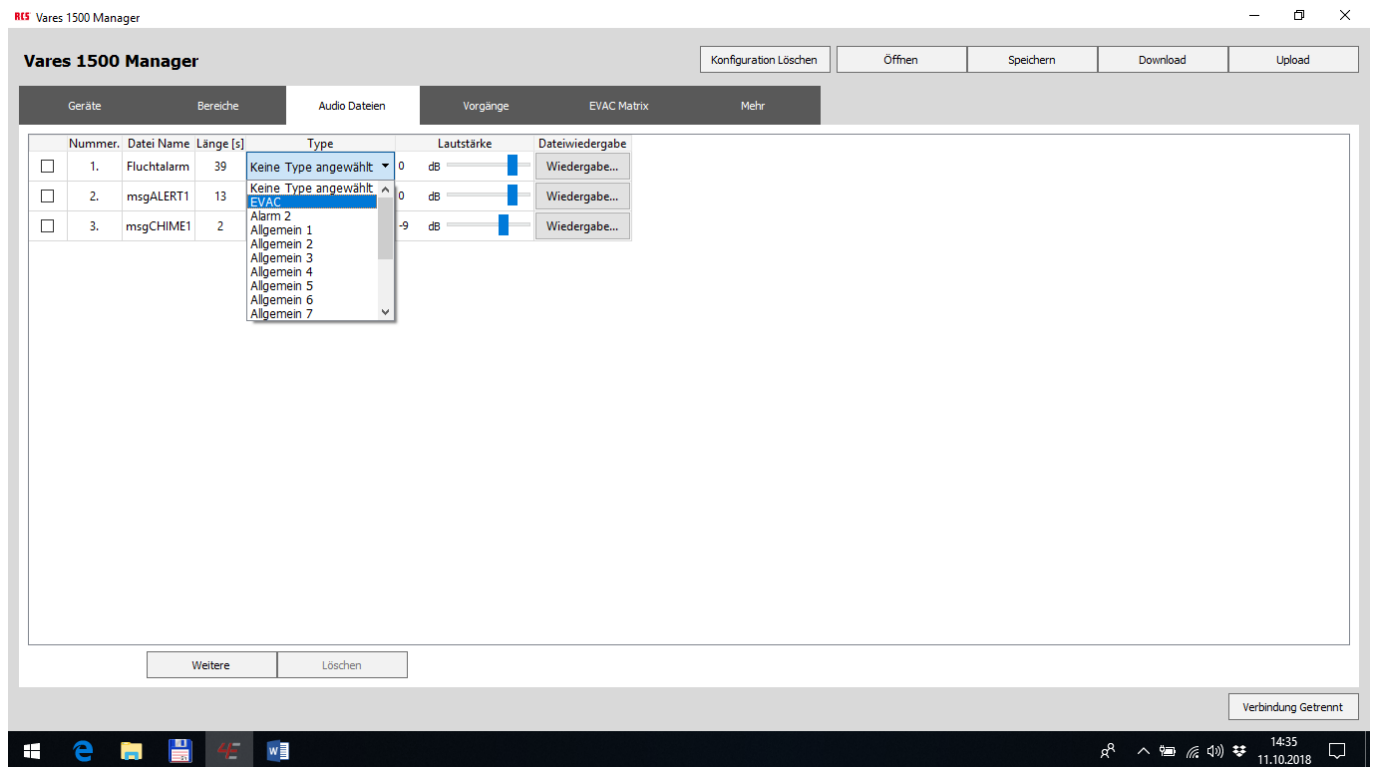 RCS Vares 1500 Manager
Vares 1500 Manager
Konfiguration Löschen Öffnen Speichern Download Upload
Geräte Bereiche Audio Dateien Vorgänge EVAC Matrix Mehr
Nummer. Datei Name Länge [s] Type Lautstärke Dateiwiedergabe
1. Fluchtalarm 39 Keine Type angewählt 0 dB Wiedergabe...
2. msgALERT1 13 0 dB Wiedergabe...
3. msgCHIME1 2 -9 dB Wiedergabe...
Keine Type angewählt
EVAC
Alarm 2
Allgemein 1
Allgemein 2
Allgemein 3
Allgemein 4
Allgemein 5
Allgemein 6
Allgemein 7
Weitere Löschen
Verbindung Getrennt
14:35
11.10.2018